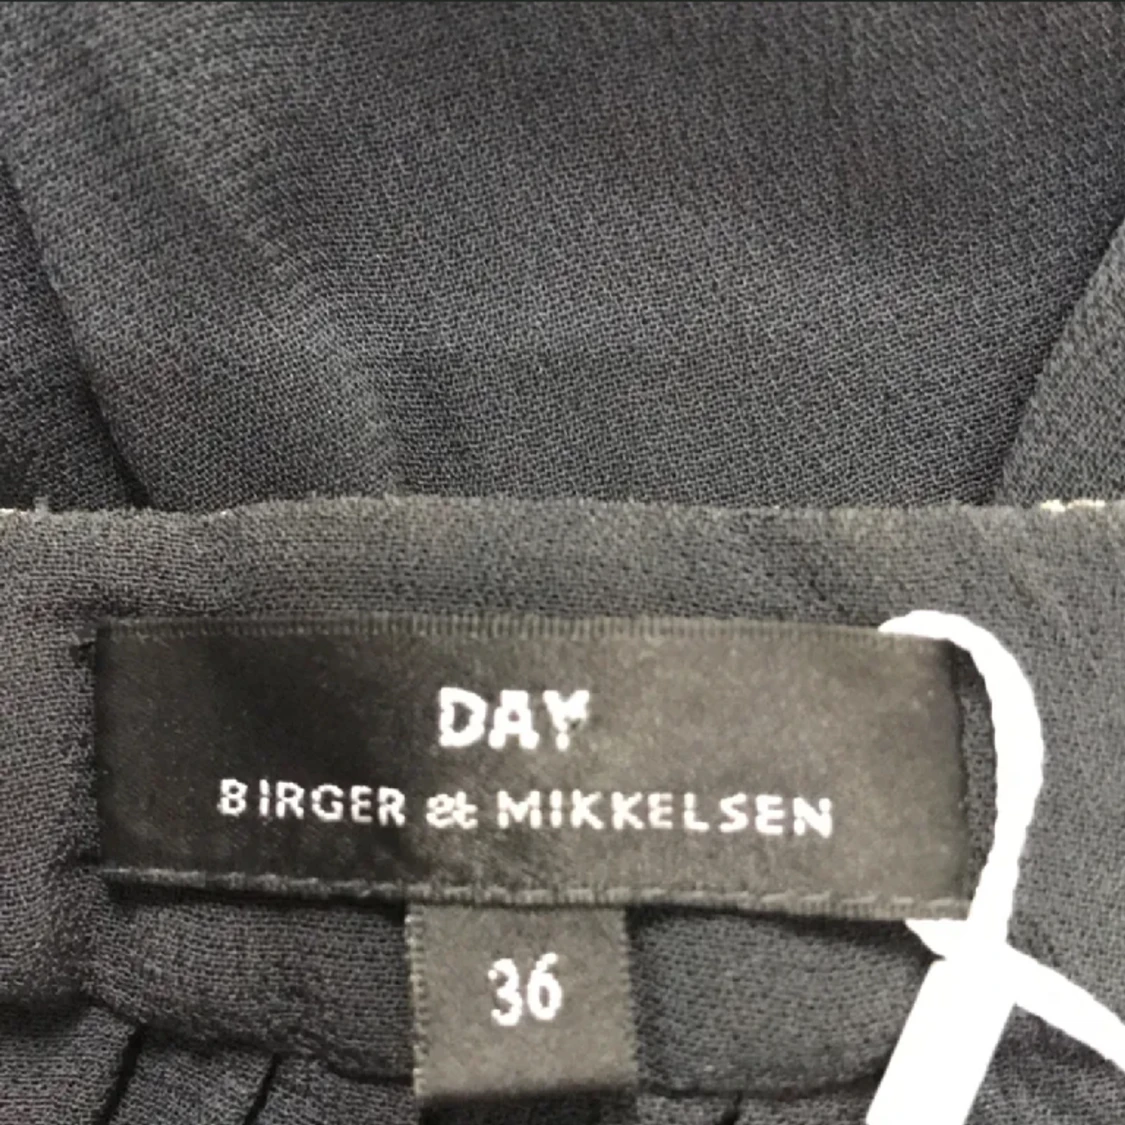 DAY
BIRGER et MIKKELSEN
36